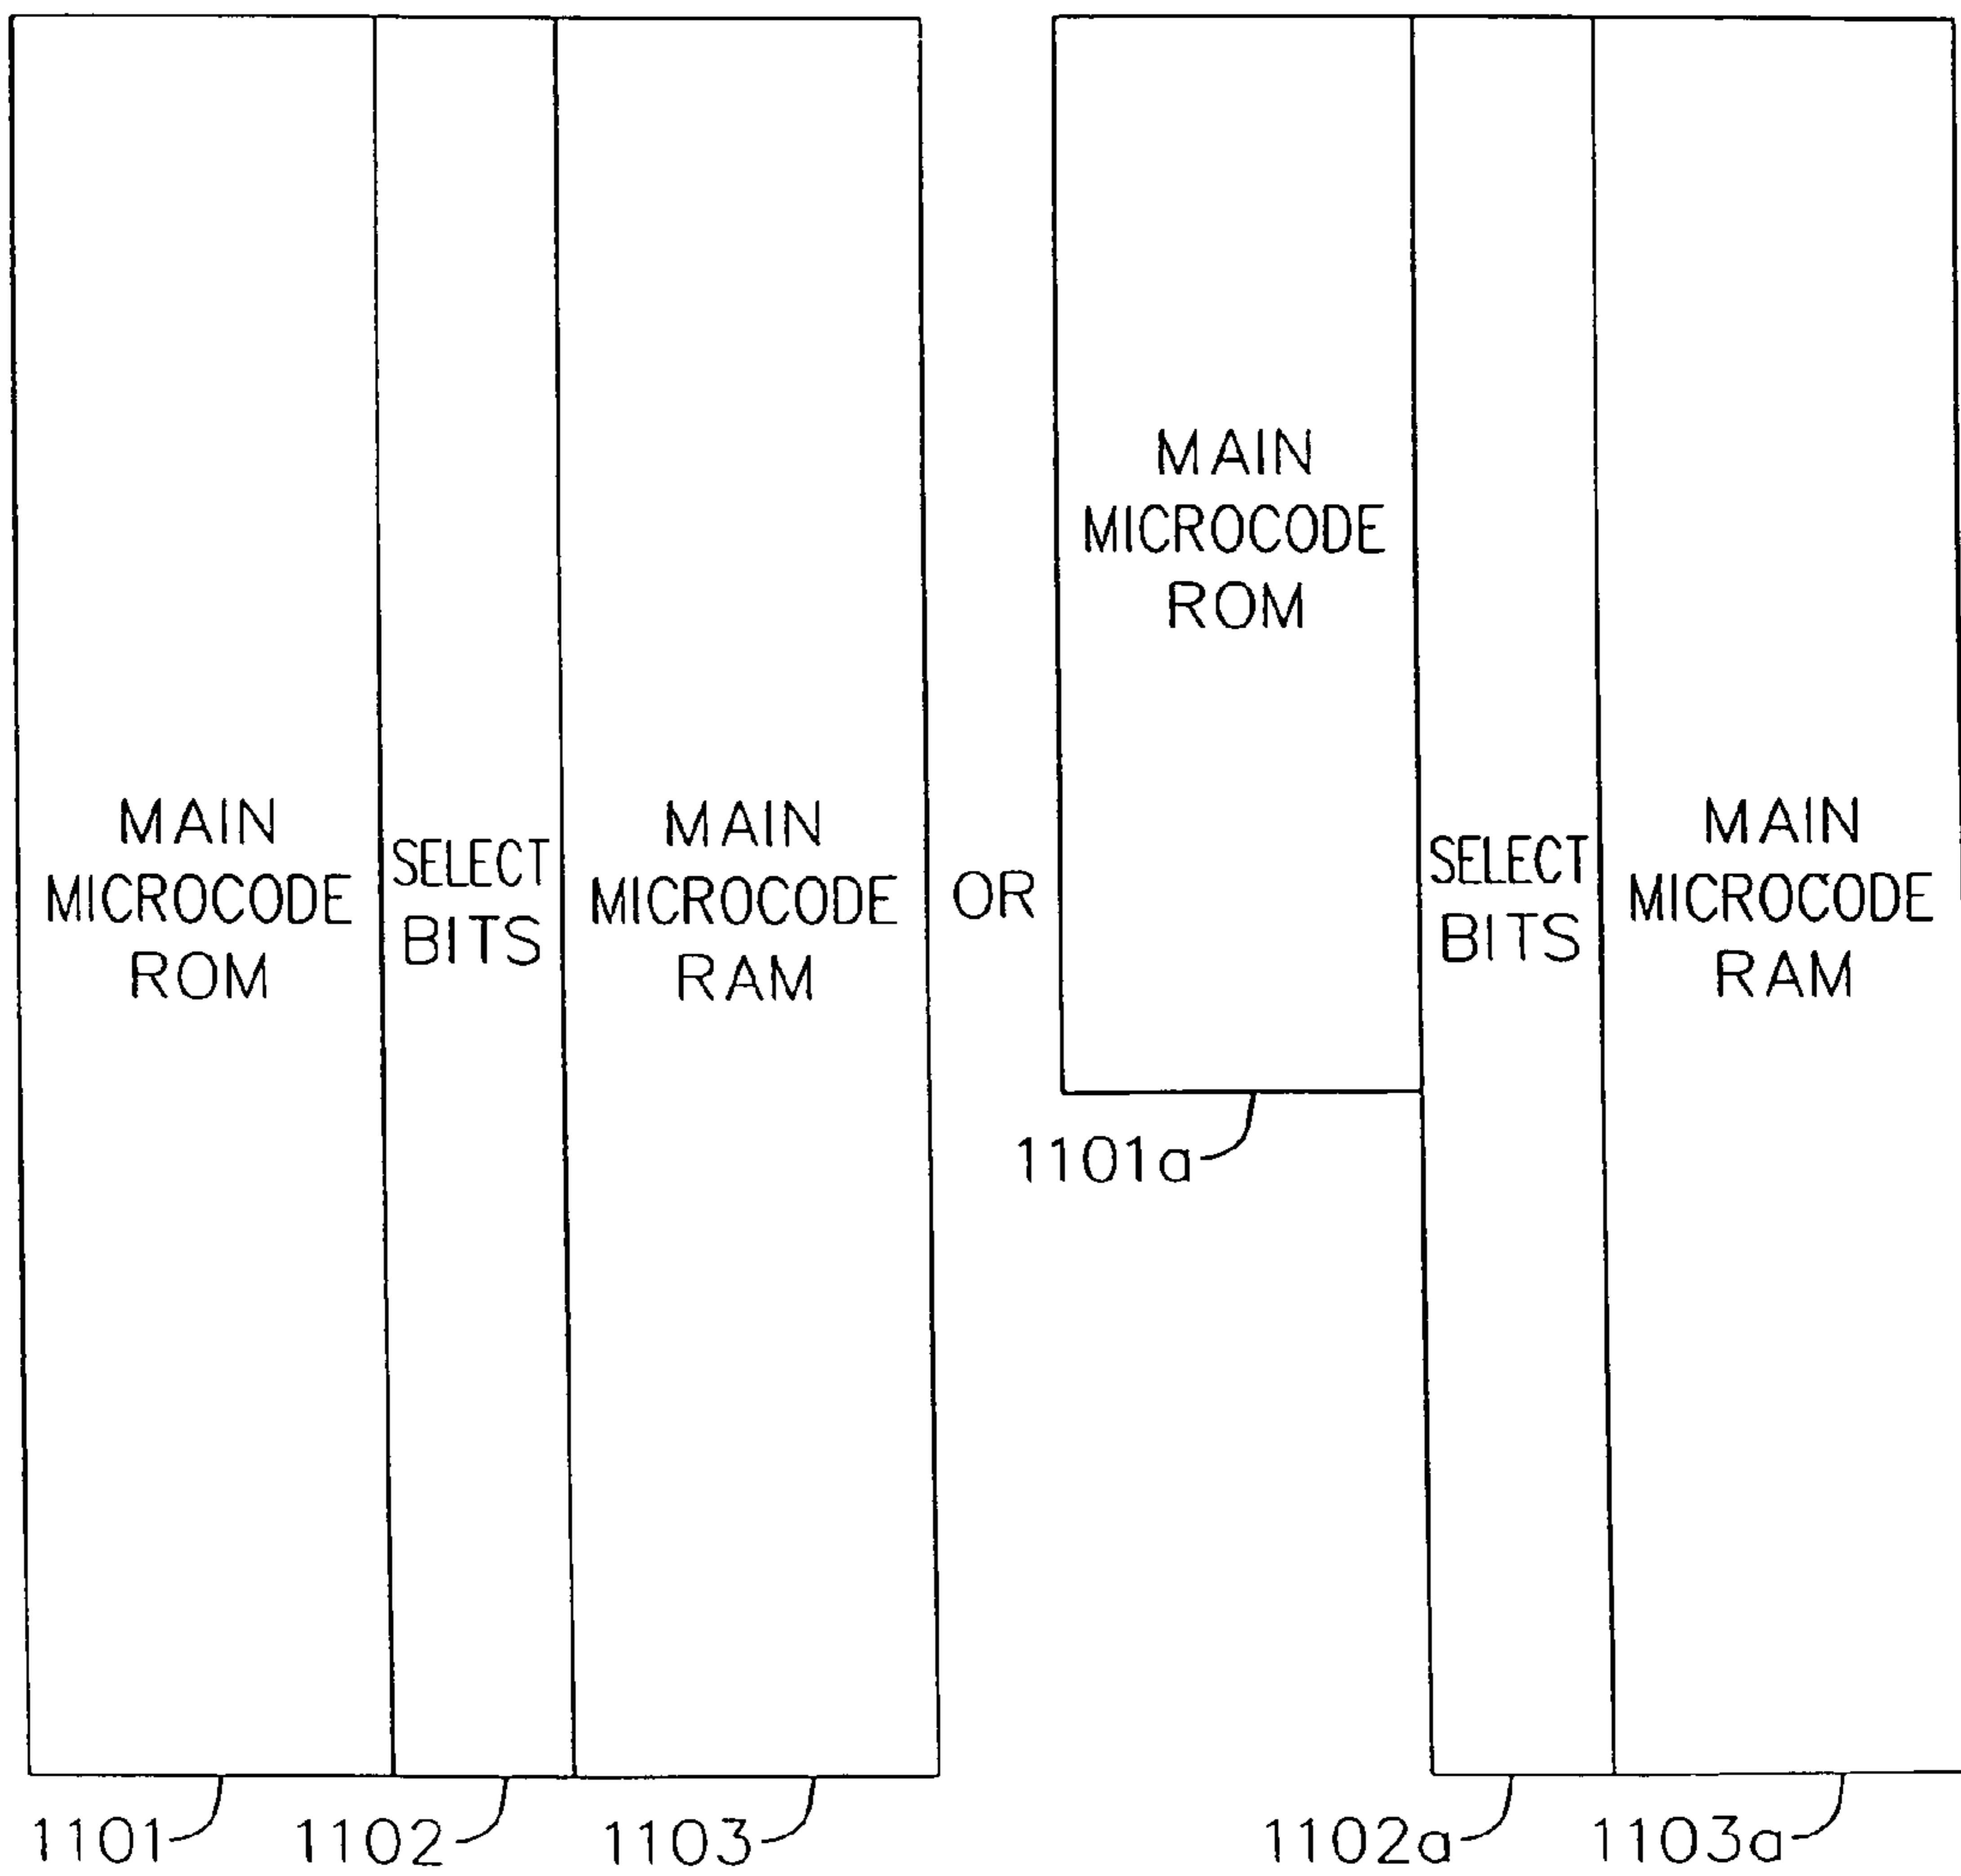 MAIN
MICROCODE
ROM
SELECT
BITS
MAIN
MICROCODE
RAM
OR
MAIN
MICROCODE
ROM
1101a
SELECT
BITS
MAIN
MICROCODE
RAM
1101
1102
1103
1102a
1103a